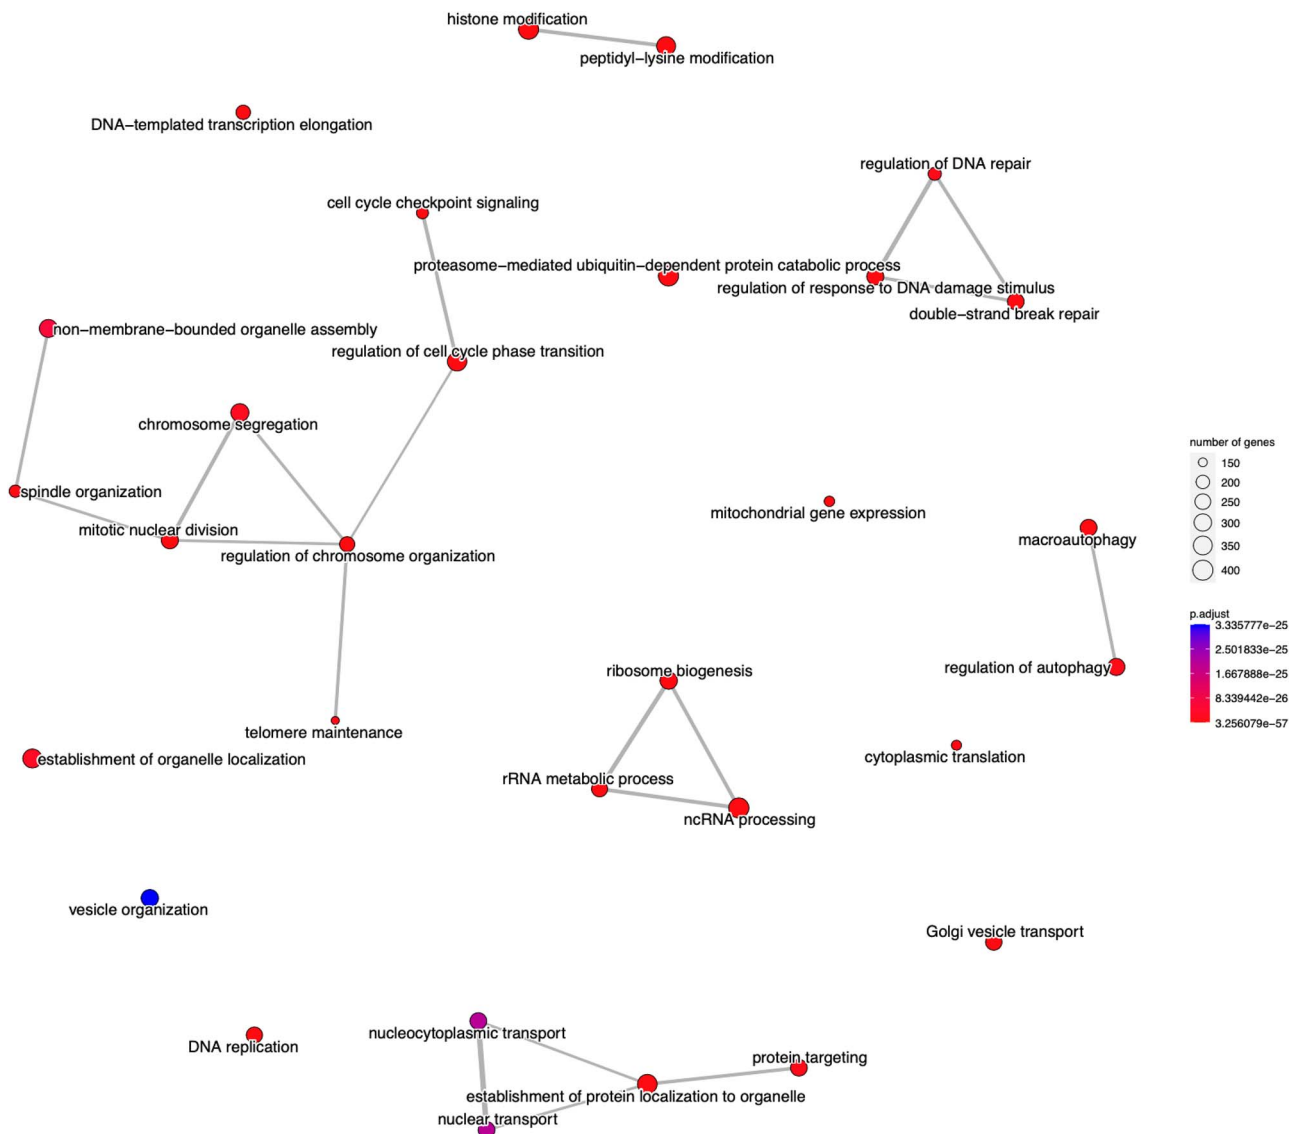 histone modification
peptidyl−lysine modification
DNA−templated transcription elongation
regulation of DNA repair
cell cycle checkpoint signaling
proteasome−mediated ubiquitin−dependent protein catabolic process
regulation of response to DNA damage stimulus
double−strand break repair
non−membrane−bounded organelle assembly
regulation of cell cycle phase transition
chromosome segregation
number of genes
150
200
250
300
350
400
spindle organization
mitochondrial gene expression
mitotic nuclear division
macroautophagy
regulation of chromosome organization
p.adjust
3.335777e−25
2.501833e−25
1.667888e−25
8.339442e−26
3.256079e−57
ribosome biogenesis
regulation of autophagy
telomere maintenance
establishment of organelle localization
cytoplasmic translation
rRNA metabolic process
ncRNA processing
vesicle organization
Golgi vesicle transport
nucleocytoplasmic transport
DNA replication
protein targeting
establishment of protein localization to organelle
nuclear transport